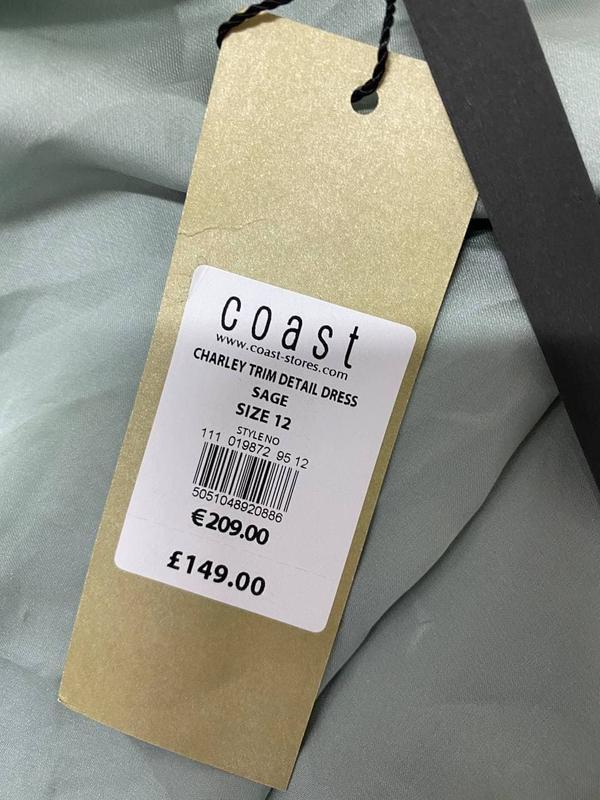 coast
www.coast-stores.com
CHARLEY TRIM DETAIL DRESS
SAGE
SIZE 12
STYLE NO
111 019872 95 12
5051048920886
€209.00
£149.00